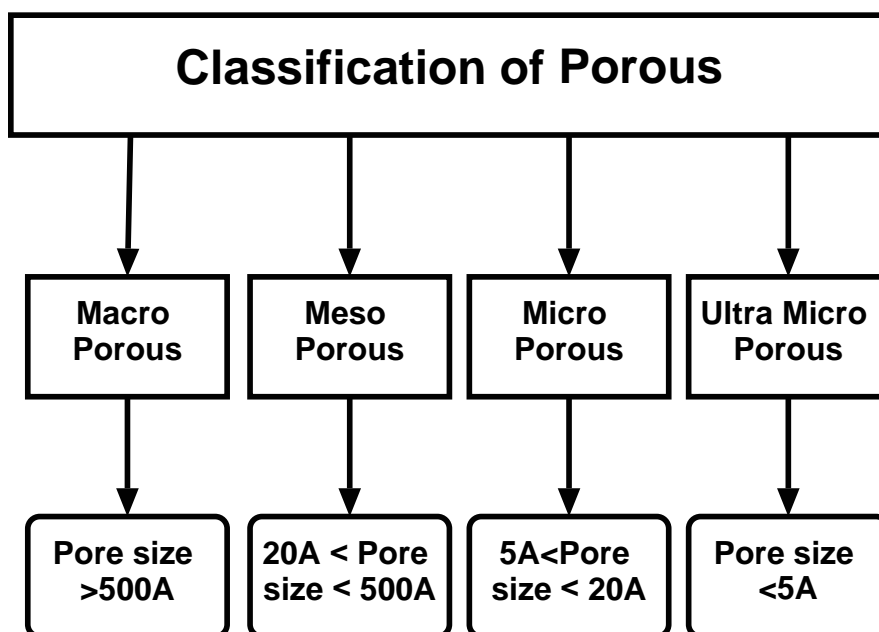 Classification of Porous
Macro
Porous
Meso
Porous
Micro
Porous
Ultra Micro
Porous
Pore size
>500A
20A < Pore
size < 500A
5A<Pore
size < 20A
Pore size
<5A